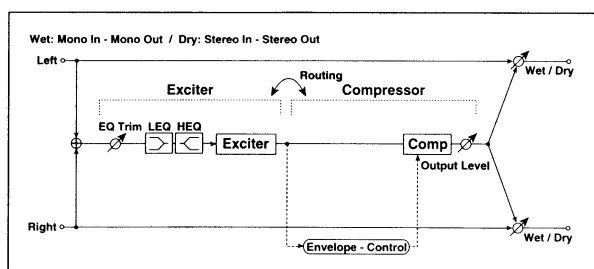 Wet: Mono In - Mono Out / Dry: Stereo In - Stereo Out
Left
Wet / Dry
Routing
Exciter
Compressor
EQ Trim
LEQ
HEQ
Exciter
Comp
Output Level
Right
Wet / Dry
Envelope - Control